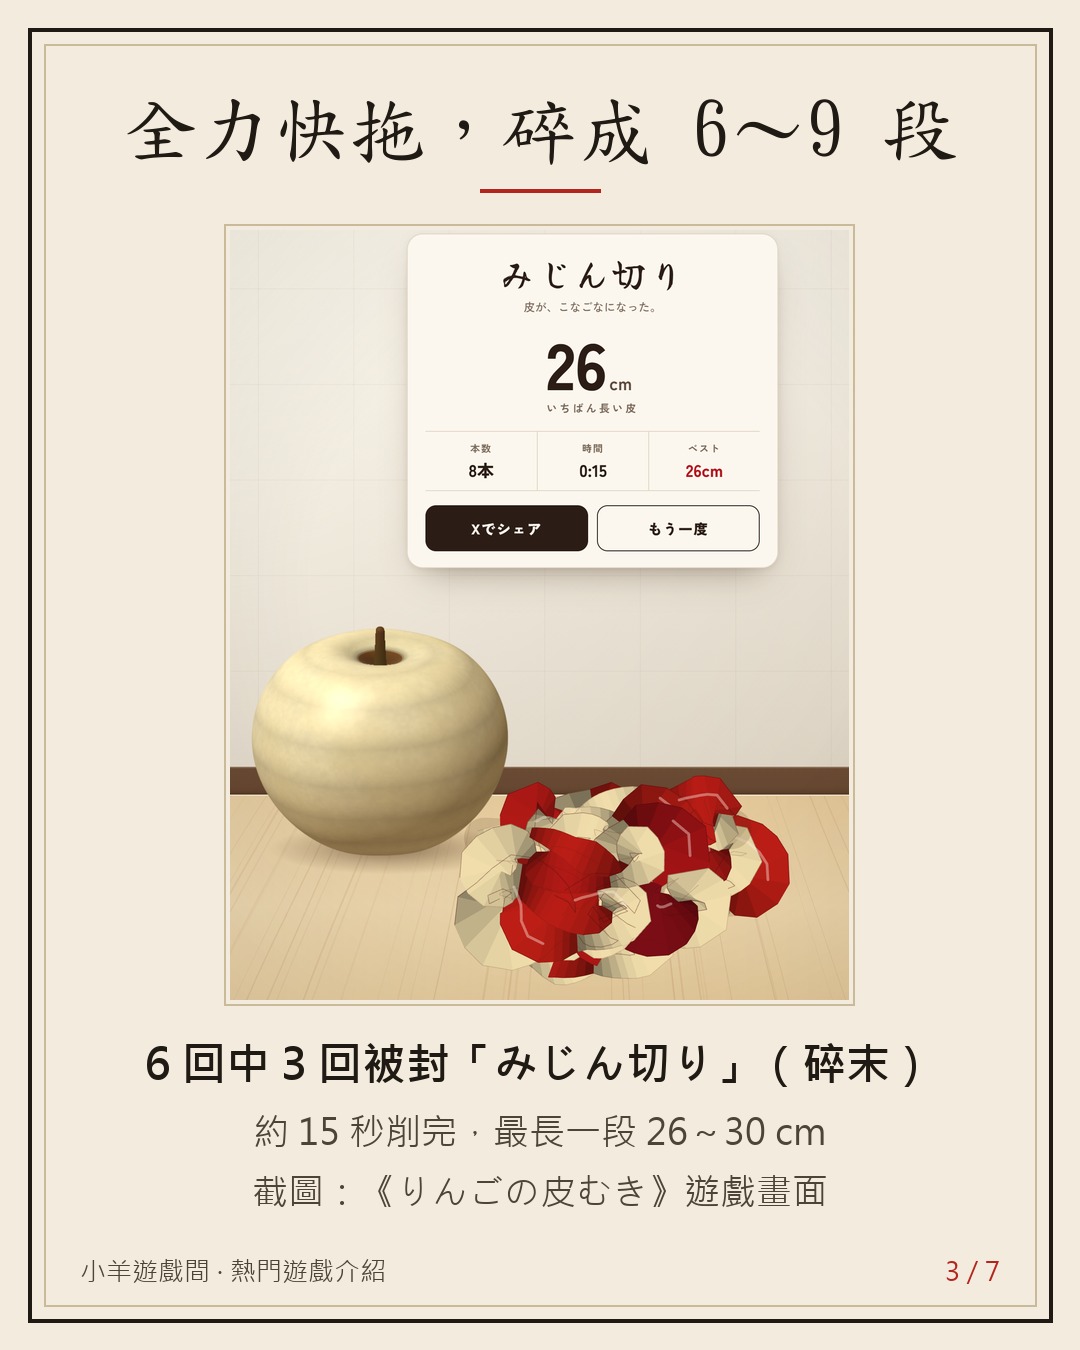 全力快拖，碎成 6～9 段
みじん切り
皮が、こなごなになった。
26cm
いちばん長い皮
本数 時間 ベスト
8本 0:15 26cm
Xでシェア もう一度
6 回中 3 回被封「みじん切り」（碎末）
約 15 秒削完·最長一段 26～30 cm
截圖：《りんごの皮むき》遊戲畫面
小羊遊戲間·熱門遊戲介紹 3 / 7